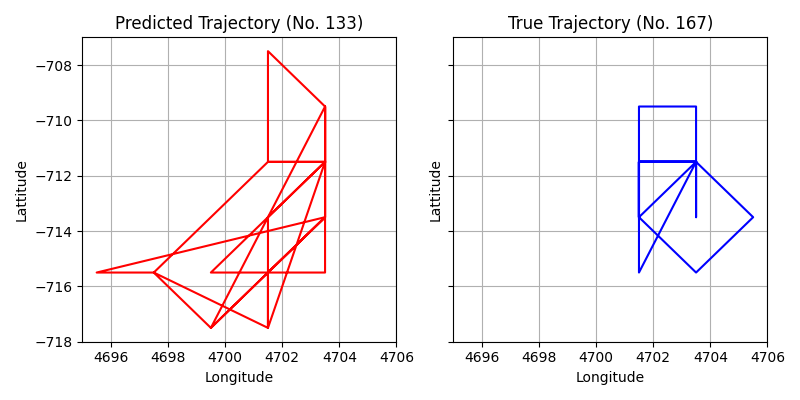 Predicted Trajectory (No. 133)
True Trajectory (No. 167)
Lattitude
−708
−710
−712
−714
−716
−718
4696 4698 4700 4702 4704 4706
Longitude
Lattitude
4696 4698 4700 4702 4704 4706
Longitude